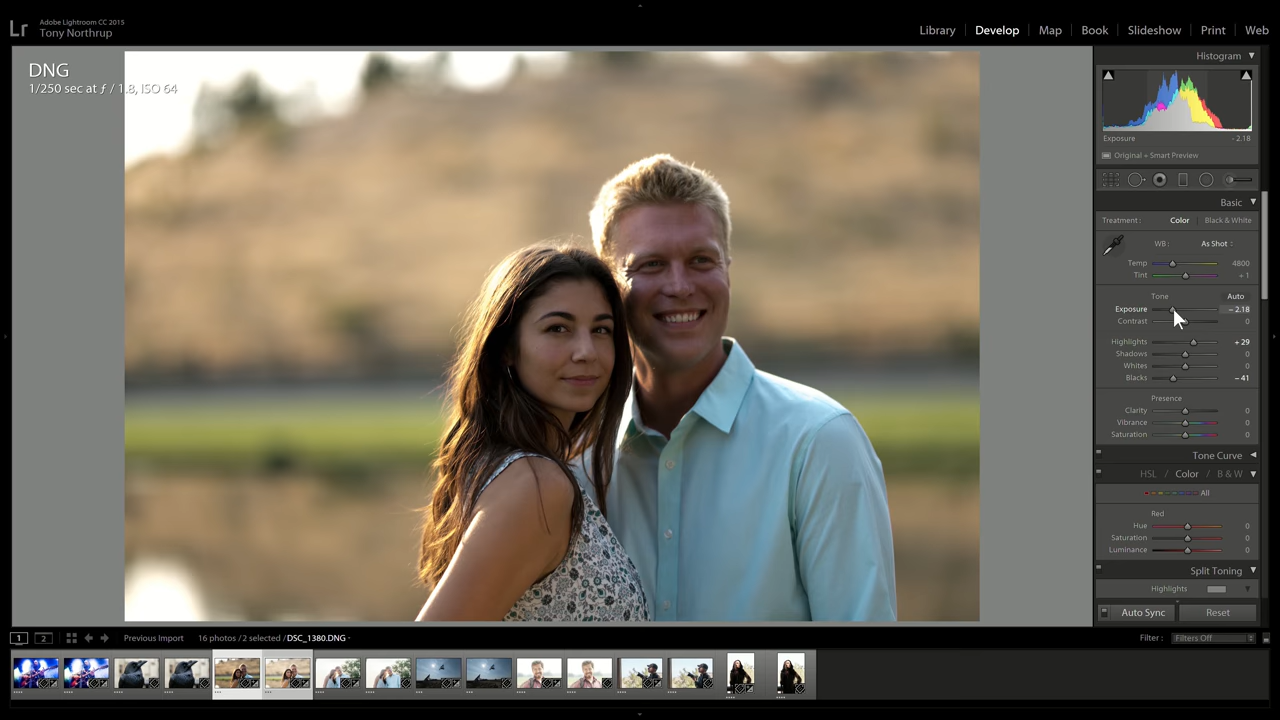 Lr Adobe Lightroom CC 2015
Tony Northrup
Library | Develop | Map | Book | Slideshow | Print | Web
DNG
1/250 sec at ƒ / 1.8, ISO 64
Histogram
Exposure - 2.18
Original + Smart Preview
Basic
Treatment : Color Black & White
WB : As Shot
Temp 4800
Tint + 1
Tone Auto
Exposure - 2.18
Contrast 0
Highlights + 29
Shadows 0
Whites 0
Blacks - 41
Presence
Clarity 0
Vibrance 0
Saturation 0
Tone Curve
HSL / Color / B & W
All
Red
Hue 0
Saturation 0
Luminance 0
Split Toning
Highlights
Auto Sync Reset
1 2 Previous Import 16 photos / 2 selected / DSC_1380.DNG Filter : Filters Off